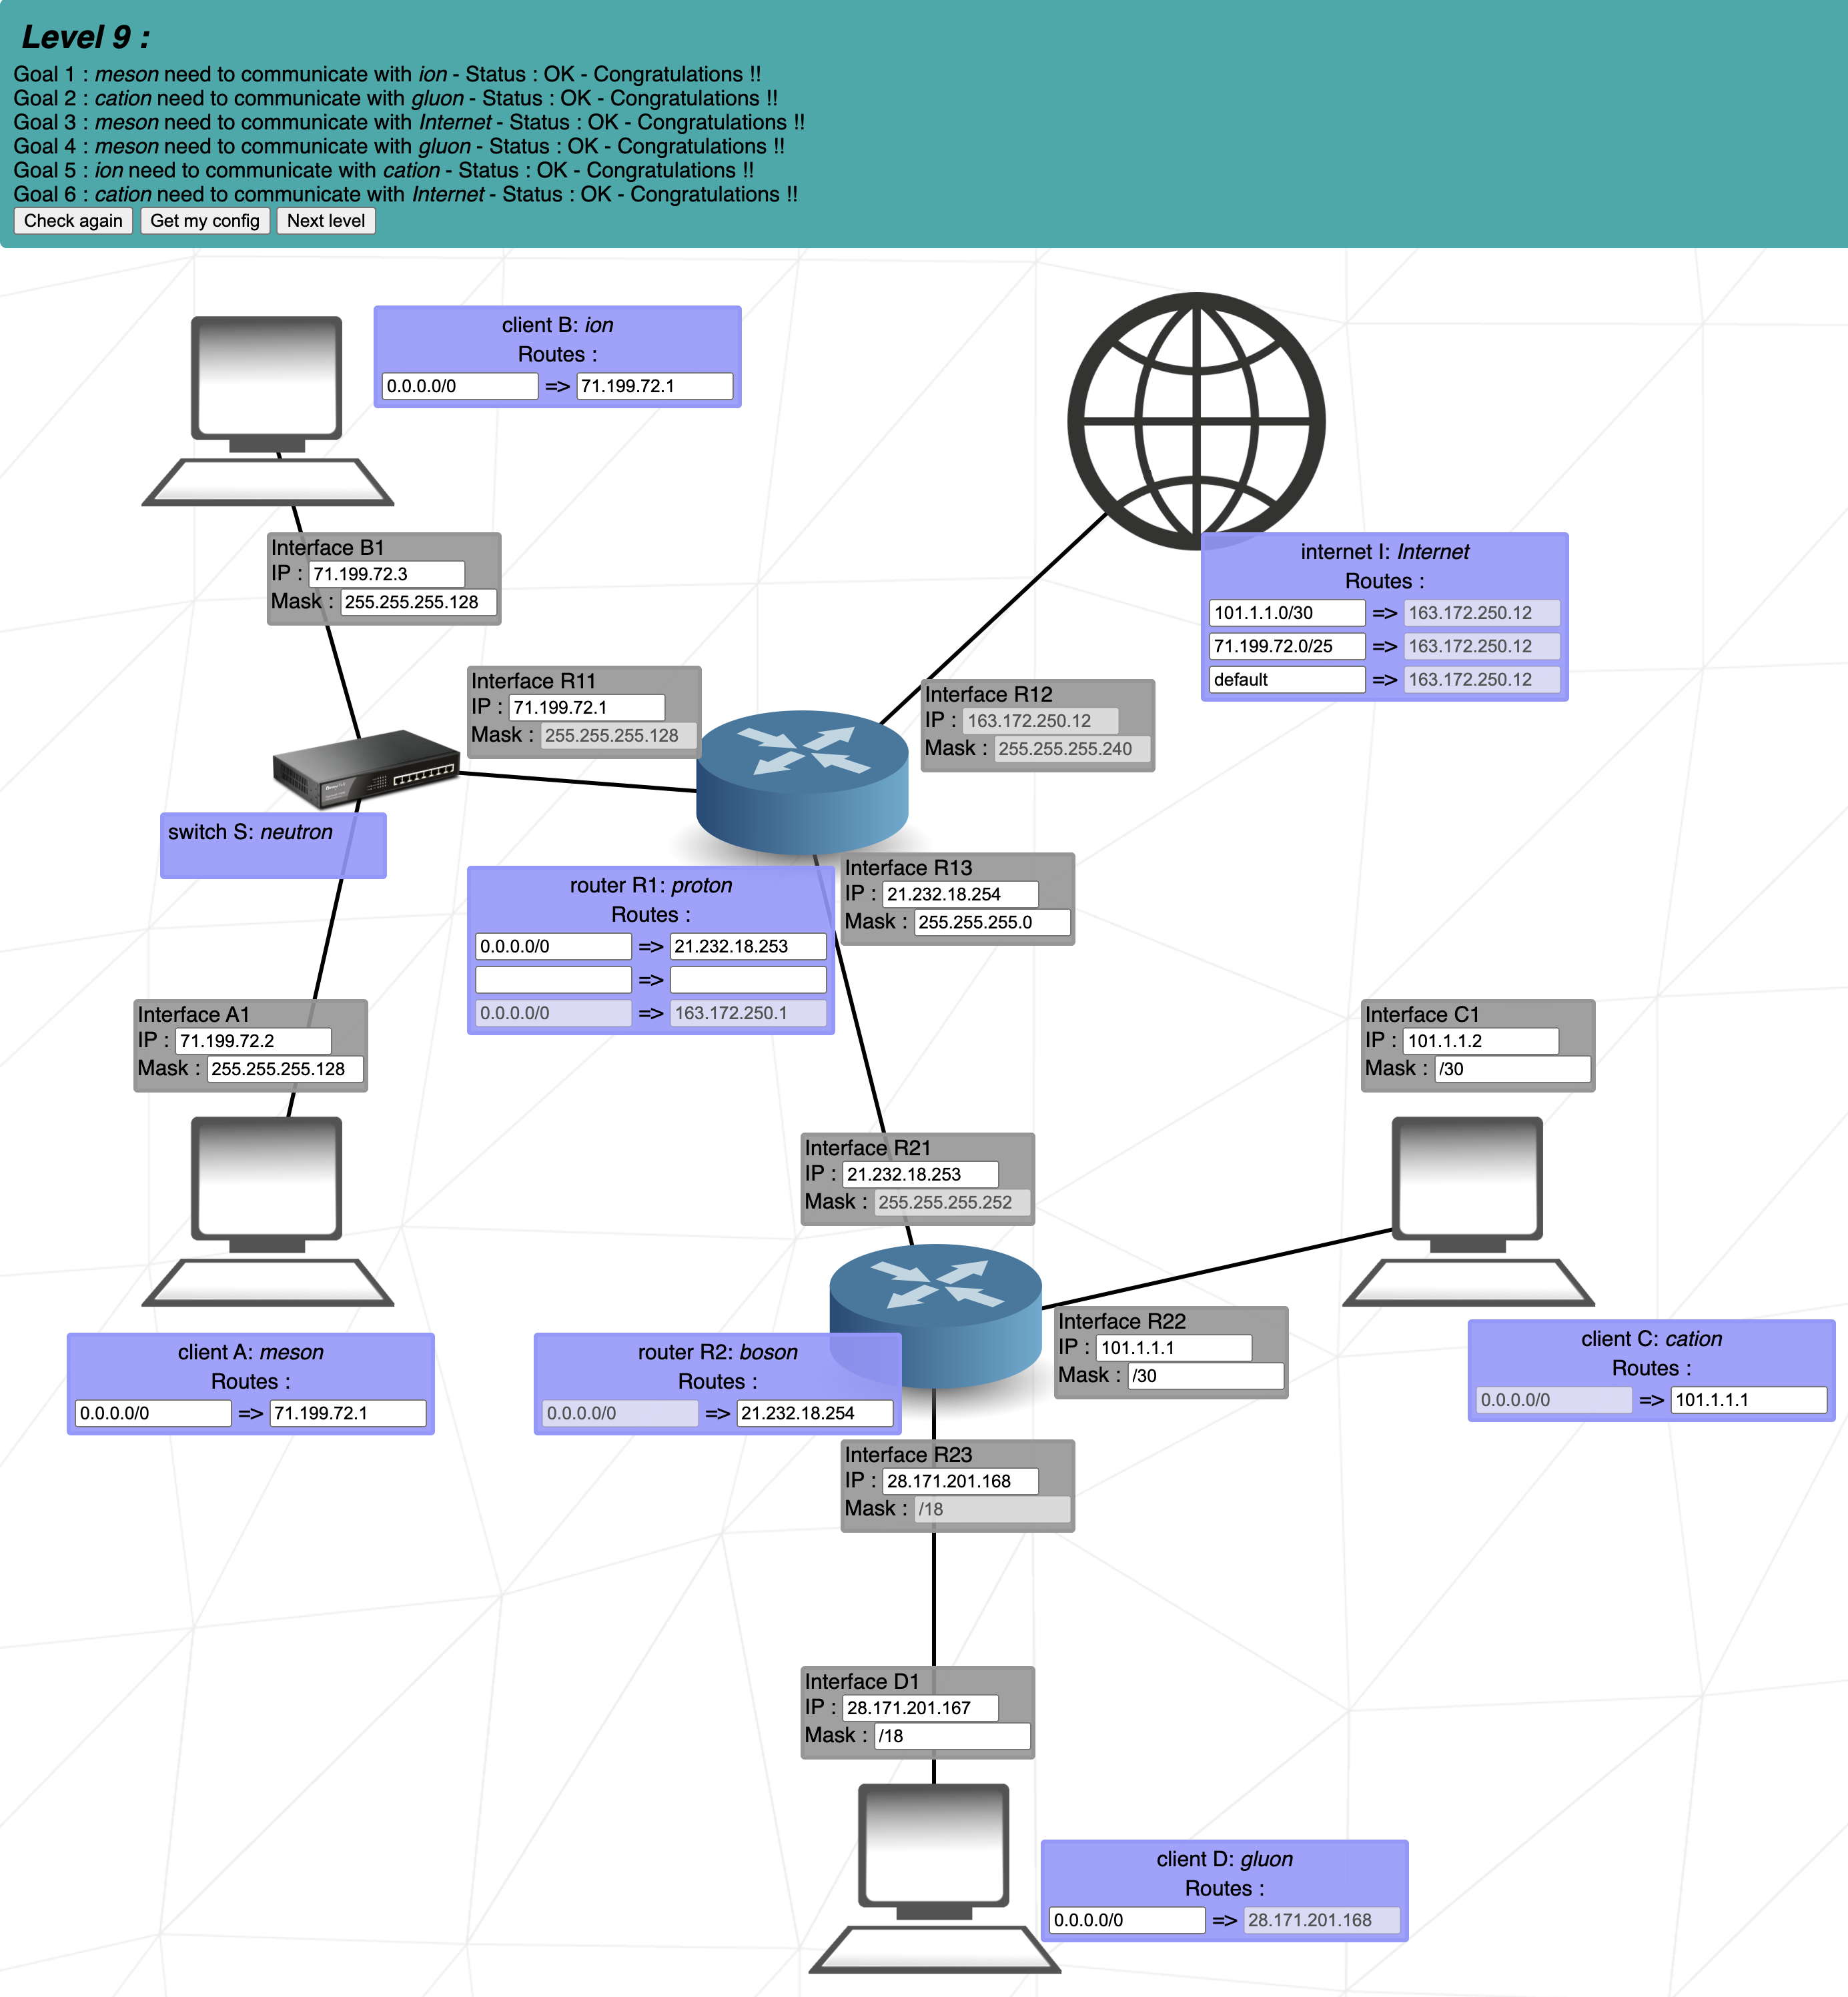 Level 9 :
Goal 1 : meson need to communicate with ion - Status : OK - Congratulations !!
Goal 2 : cation need to communicate with gluon - Status : OK - Congratulations !!
Goal 3 : meson need to communicate with Internet - Status : OK - Congratulations !!
Goal 4 : meson need to communicate with gluon - Status : OK - Congratulations !!
Goal 5 : ion need to communicate with cation - Status : OK - Congratulations !!
Goal 6 : cation need to communicate with Internet - Status : OK - Congratulations !!
Check again Get my config Next level
client B: ion
Routes :
0.0.0.0/0 => 71.199.72.1
Interface B1
IP : 71.199.72.3
Mask : 255.255.255.128
internet I: Internet
Routes :
101.1.1.0/30 => 163.172.250.12
71.199.72.0/25 => 163.172.250.12
default => 163.172.250.12
Interface R11
IP : 71.199.72.1
Mask : 255.255.255.128
Interface R12
IP : 163.172.250.12
Mask : 255.255.255.240
switch S: neutron
Interface R13
IP : 21.232.18.254
Mask : 255.255.255.0
router R1: proton
Routes :
0.0.0.0/0 => 21.232.18.253
=>
0.0.0.0/0 => 163.172.250.1
Interface A1
IP : 71.199.72.2
Mask : 255.255.255.128
Interface C1
IP : 101.1.1.2
Mask : /30
Interface R21
IP : 21.232.18.253
Mask : 255.255.255.252
Interface R22
IP : 101.1.1.1
Mask : /30
client A: meson
Routes :
0.0.0.0/0 => 71.199.72.1
router R2: boson
Routes :
0.0.0.0/0 => 21.232.18.254
client C: cation
Routes :
0.0.0.0/0 => 101.1.1.1
Interface R23
IP : 28.171.201.168
Mask : /18
Interface D1
IP : 28.171.201.167
Mask : /18
client D: gluon
Routes :
0.0.0.0/0 => 28.171.201.168